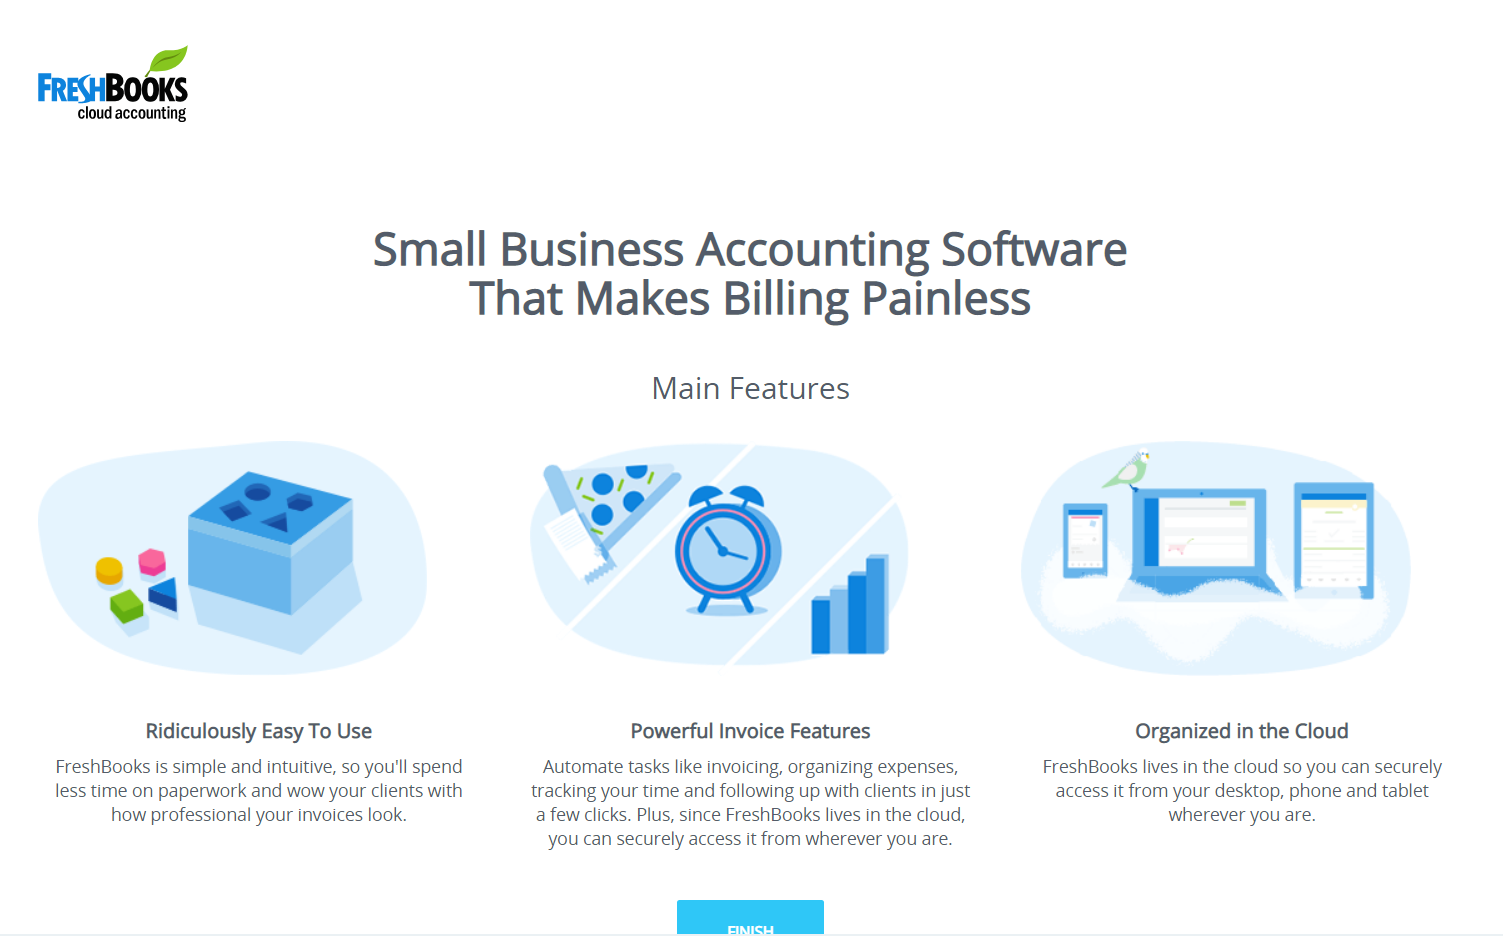 FRESHBOOKS
cloud accounting
Small Business Accounting Software
That Makes Billing Painless
Main Features
Ridiculously Easy To Use
FreshBooks is simple and intuitive, so you'll spend
less time on paperwork and wow your clients with
how professional your invoices look.
Powerful Invoice Features
Automate tasks like invoicing, organizing expenses,
tracking your time and following up with clients in just
a few clicks. Plus, since FreshBooks lives in the cloud,
you can securely access it from wherever you are.
Organized in the Cloud
FreshBooks lives in the cloud so you can securely
access it from your desktop, phone and tablet
wherever you are.
FINISH